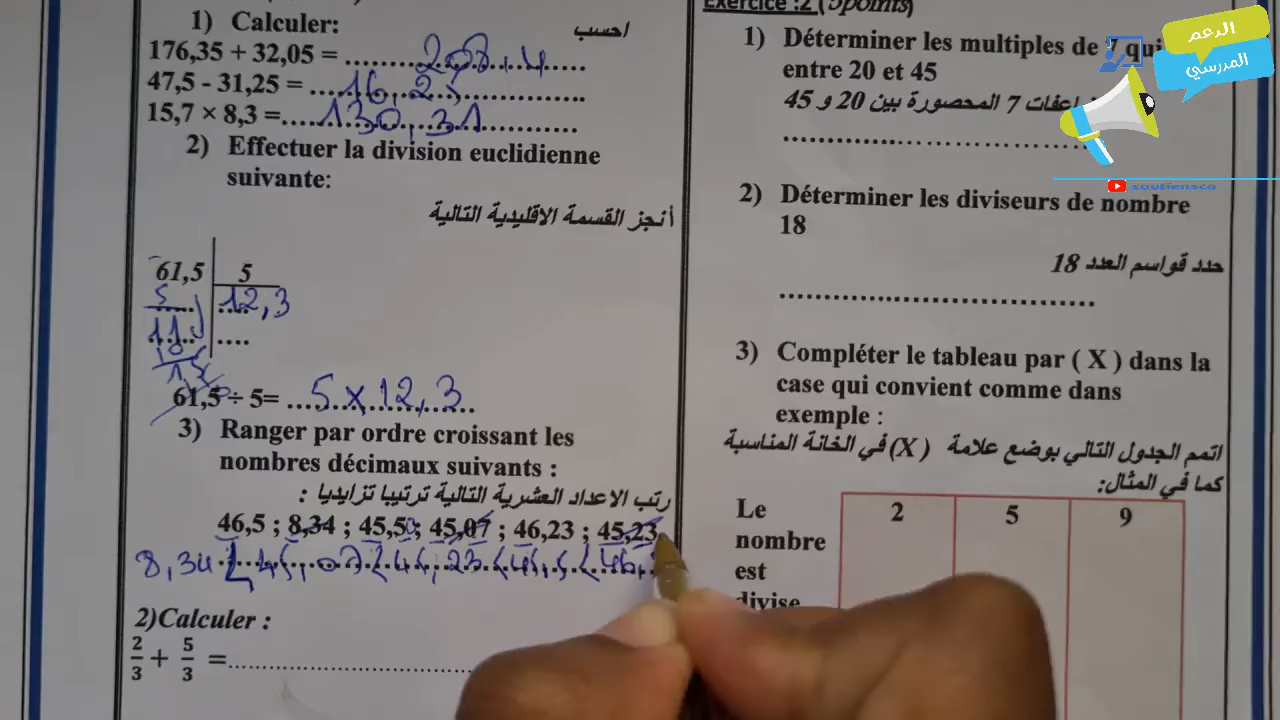 1) Calculer:
احسب
176,35 + 32,05 = 208,4
47,5 - 31,25 = 16,25
15,7 × 8,3 = 130,31
2) Effectuer la division euclidienne
suivante:
أنجز القسمة الاقليدية التالية
61,5 5
5 12,3
11
10
61,5 ÷ 5= 5 x 12,3
3) Ranger par ordre croissant les
nombres décimaux suivants :
رتب الاعداد العشرية التالية ترتيبا تزايديا :
46,5 ; 8,34 ; 45,50 ; 45,07 ; 46,23 ; 45,23
8,34 < 45,07 < 45,23 < 45,5 < 46,
2)Calculer :
2/3 + 5/3 =
Exercice :2 (5points)
1) Déterminer les multiples de 7 qui
entre 20 et 45
7 المحصورة بين 20 و 45
2) Déterminer les diviseurs de nombre
18
حدد قواسم العدد 18
3) Compléter le tableau par ( X ) dans la
case qui convient comme dans
exemple :
اتمم الجدول التالي بوضع علامة (X) في الخانة المناسبة
كما في المثال:
Le
nombre
est
divise
2 5 9
الدعم
المدرسي
soutiensco